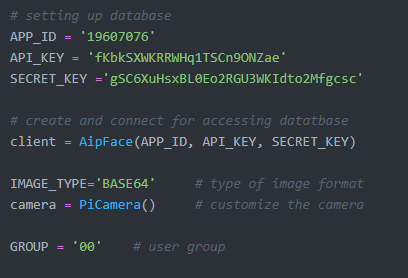 # setting up database
APP_ID = '19607076'
API_KEY = 'fKbkSXWKRRWHq1TSCn9ONZae'
SECRET_KEY ='gSC6XuHsxBL0Eo2RGU3WKIdto2Mfgcsc'
# create and connect for accessing datatbase
client = AipFace(APP_ID, API_KEY, SECRET_KEY)
IMAGE_TYPE='BASE64'     # type of image format
camera = PiCamera()     # customize the camera
GROUP = '00'    # user group